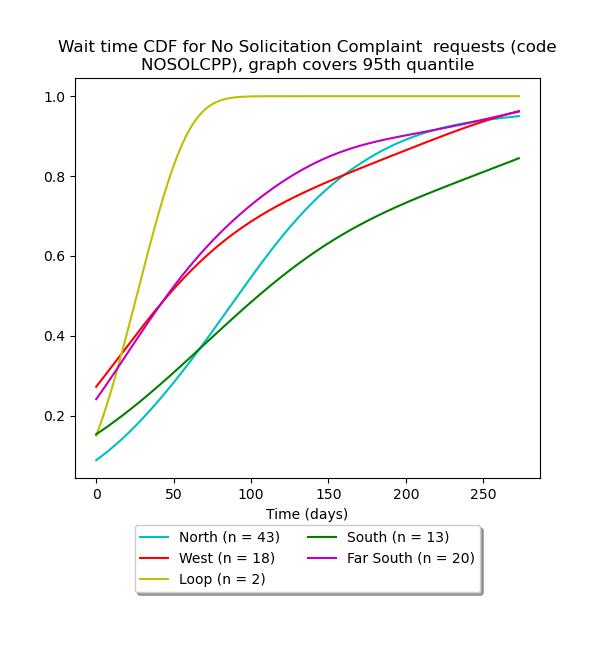 Wait time CDF for No Solicitation Complaint  requests (code
NOSOLCPP), graph covers 95th quantile
1.0
0.8
0.6
0.4
0.2
0 50 100 150 200 250
Time (days)
North (n = 43) South (n = 13)
West (n = 18) Far South (n = 20)
Loop (n = 2)